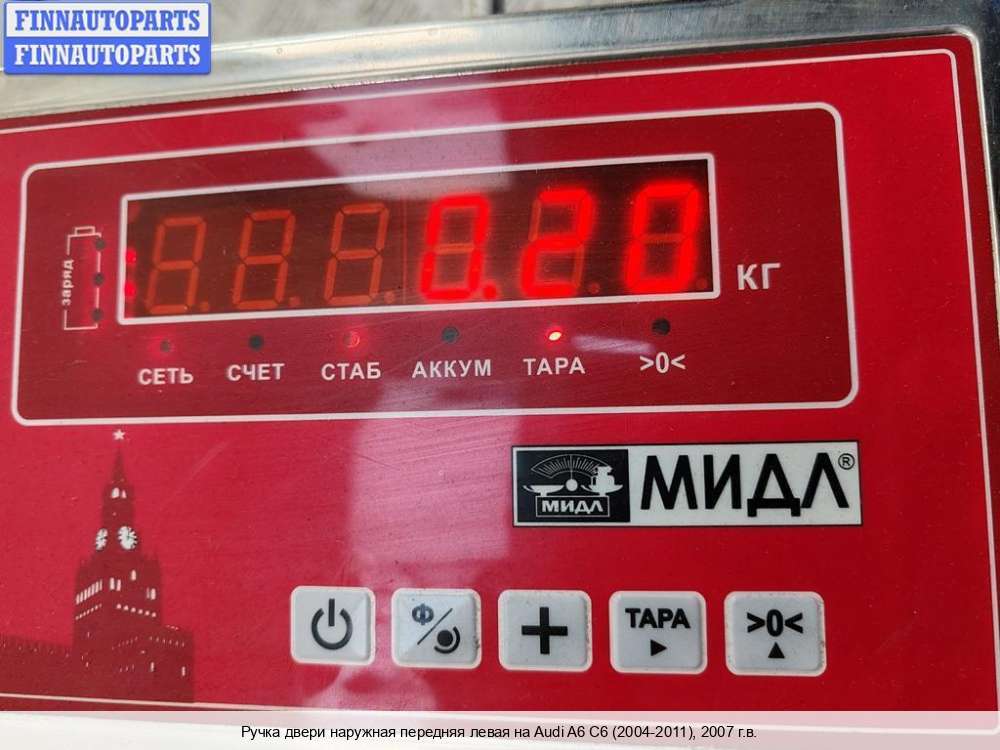 FINNAUTOPARTS
FINNAUTOPARTS
заряд
0.20 КГ
СЕТЬ СЧЕТ СТАБ АККУМ ТАРА >0<
МИДЛ МИДЛ®
Ф ТАРА >0<
Ручка двери наружная передняя левая на Audi A6 C6 (2004-2011), 2007 г.в.